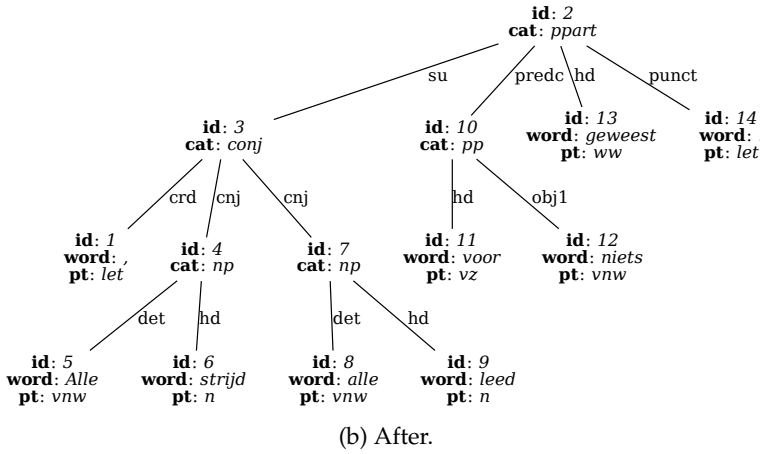 id: 2
cat: ppart
su
predc
hd
punct
id: 3
cat: conj
id: 10
cat: pp
id: 13
word: geweest
pt: ww
id: 14
word: .
pt: let
crd
cnj
cnj
hd
obj1
id: 1
word: ,
pt: let
id: 4
cat: np
id: 7
cat: np
id: 11
word: voor
pt: vz
id: 12
word: niets
pt: vnw
det
hd
det
hd
id: 5
word: Alle
pt: vnw
id: 6
word: strijd
pt: n
id: 8
word: alle
pt: vnw
id: 9
word: leed
pt: n
(b) After.